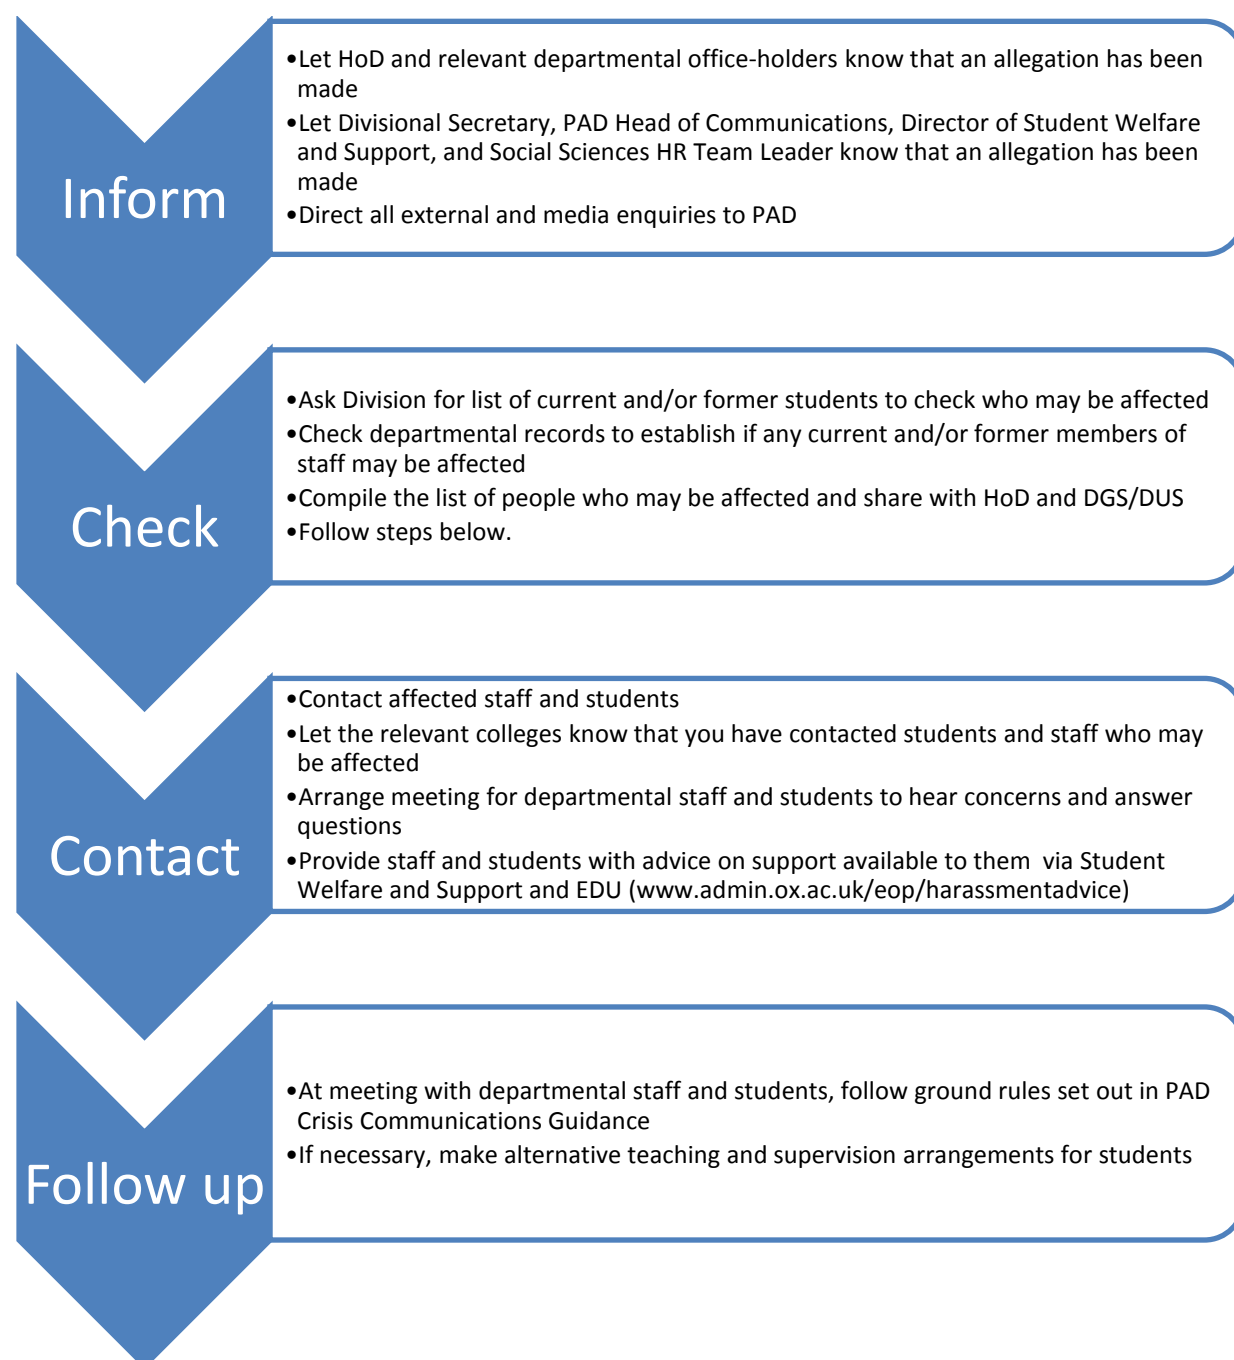 Inform
•Let HoD and relevant departmental office-holders know that an allegation has been
made
•Let Divisional Secretary, PAD Head of Communications, Director of Student Welfare
and Support, and Social Sciences HR Team Leader know that an allegation has been
made
•Direct all external and media enquiries to PAD
Check
•Ask Division for list of current and/or former students to check who may be affected
•Check departmental records to establish if any current and/or former members of
staff may be affected
•Compile the list of people who may be affected and share with HoD and DGS/DUS
•Follow steps below.
Contact
•Contact affected staff and students
•Let the relevant colleges know that you have contacted students and staff who may
be affected
•Arrange meeting for departmental staff and students to hear concerns and answer
questions
•Provide staff and students with advice on support available to them  via Student
Welfare and Support and EDU (www.admin.ox.ac.uk/eop/harassmentadvice)
Follow up
•At meeting with departmental staff and students, follow ground rules set out in PAD
Crisis Communications Guidance
•If necessary, make alternative teaching and supervision arrangements for students